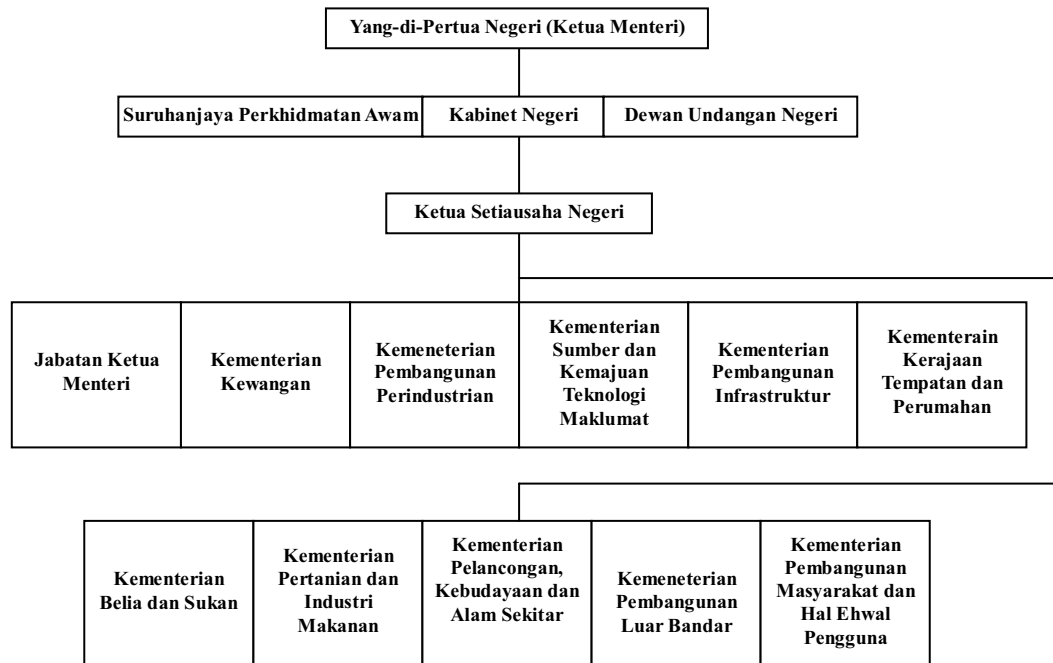 Yang-di-Pertua Negeri (Ketua Menteri)
Suruhanjaya Perkhidmatan Awam
Kabinet Negeri
Dewan Undangan Negeri
Ketua Setiausaha Negeri
Jabatan Ketua
Menteri
Kementerian
Kewangan
Kemeneterian
Pembangunan
Perindustrian
Kementerian
Sumber dan
Kemajuan
Teknologi
Maklumat
Kementerian
Pembangunan
Infrastruktur
Kementerain
Kerajaan
Tempatan dan
Perumahan
Kementerian
Belia dan Sukan
Kementerian
Pertanian dan
Industri
Makanan
Kementerian
Pelancongan,
Kebudayaan dan
Alam Sekitar
Kemeneterian
Pembangunan
Luar Bandar
Kementerian
Pembangunan
Masyarakat dan
Hal Ehwal
Pengguna